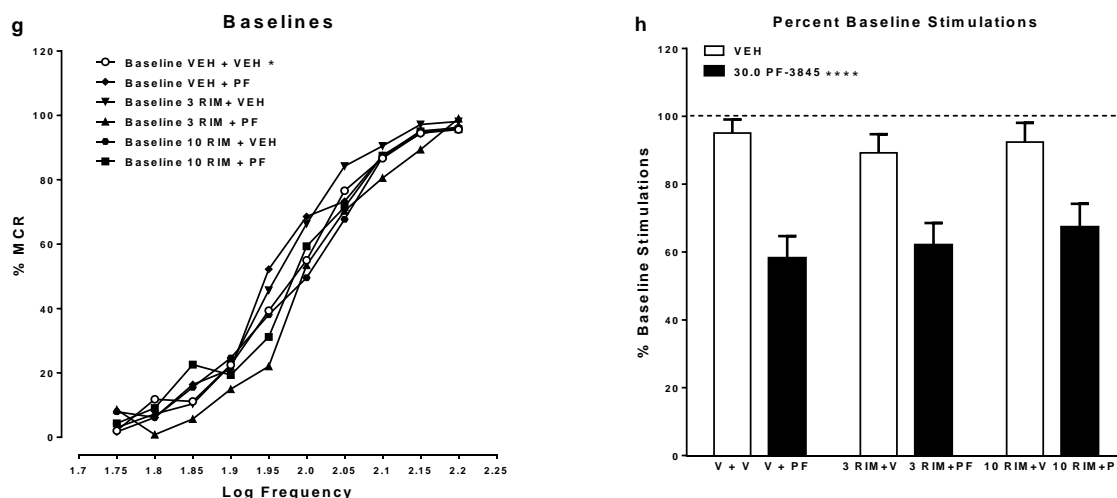 g
Baselines
120
100
80
60
40
20
0
% MCR
Baseline VEH + VEH *
Baseline VEH + PF
Baseline 3 RIM+ VEH
Baseline 3 RIM + PF
Baseline 10 RIM + VEH
Baseline 10 RIM + PF
1.7 1.75 1.8 1.85 1.9 1.95 2.0 2.05 2.10 2.15 2.2 2.25
Log Frequency
h
Percent Baseline Stimulations
120
100
80
60
40
20
0
% Baseline Stimulations
VEH
30.0 PF-3845 ****
V + V V + PF 3 RIM+V 3 RIM+PF 10 RIM+V 10 RIM+P